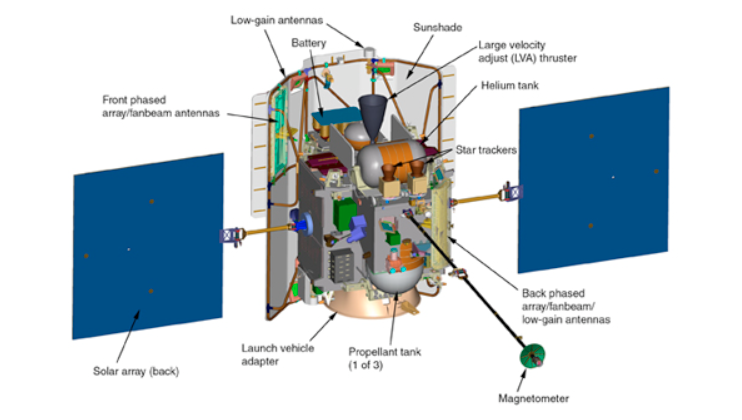 Low-gain antennas
Sunshade
Battery
Large velocity
adjust (LVA) thruster
Helium tank
Front phased
array/fanbeam antennas
Star trackers
Back phased
array/fanbeam/
low-gain antennas
Launch vehicle
adapter
Propellant tank
(1 of 3)
Solar array (back)
Magnetometer